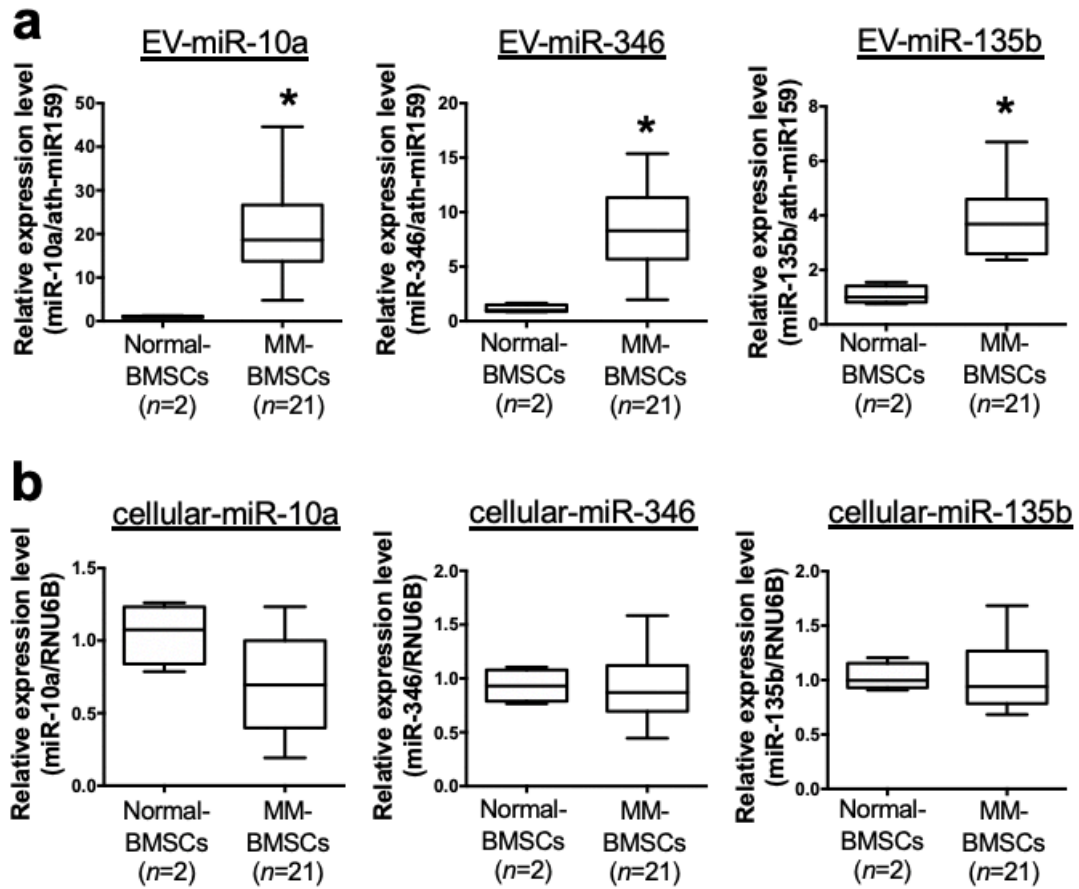 a
EV-miR-10a
Relative expression level
(miR-10a/ath-miR159)
50
40
30
20
10
0
*
Normal-
BMSCs
(n=2)
MM-
BMSCs
(n=21)
EV-miR-346
Relative expression level
(miR-346/ath-miR159)
20
15
10
5
0
*
Normal-
BMSCs
(n=2)
MM-
BMSCs
(n=21)
EV-miR-135b
Relative expression level
(miR-135b/ath-miR159)
8
6
4
2
0
*
Normal-
BMSCs
(n=2)
MM-
BMSCs
(n=21)
b
cellular-miR-10a
Relative expression level
(miR-10a/RNU6B)
1.5
1.0
0.5
0.0
Normal-
BMSCs
(n=2)
MM-
BMSCs
(n=21)
cellular-miR-346
Relative expression level
(miR-346/RNU6B)
2.0
1.5
1.0
0.5
0.0
Normal-
BMSCs
(n=2)
MM-
BMSCs
(n=21)
cellular-miR-135b
Relative expression level
(miR-135b/RNU6B)
2.0
1.5
1.0
0.5
0.0
Normal-
BMSCs
(n=2)
MM-
BMSCs
(n=21)